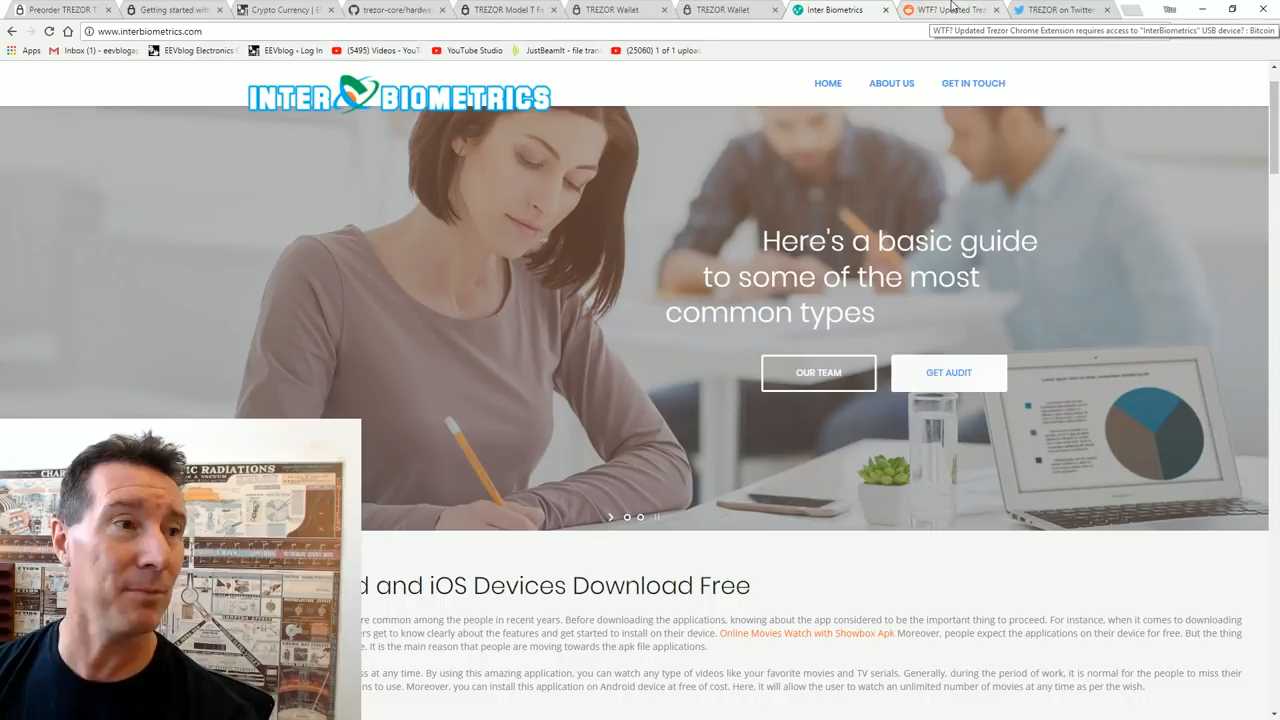 Preorder TREZOR T
Getting started with
Crypto Currency | E
trezor-core/hardwa
TREZOR Model T F
TREZOR Wallet
TREZOR Wallet
Inter Biometrics
WTF? Updated Trez
TREZOR on Twitter
www.interbiometrics.com
WTF? Updated Trezor Chrome Extension requires access to "InterBiometrics" USB device? : Bitcoin
Apps
Inbox (1) - eevblogaj
EEVblog Electronics C
EEVblog - Log In
(5495) Videos - YouT
YouTube Studio
JustBeamIt - file tran
(25060) 1 of 1 upload
INTER BIOMETRICS
HOME
ABOUT US
GET IN TOUCH
Here's a basic guide
to some of the most
common types
OUR TEAM
GET AUDIT
d and iOS Devices Download Free
re common among the people in recent years. Before downloading the applications, knowing about the app considered to be the important thing to proceed. For instance, when it comes to downloading
ers get to know clearly about the features and get started to install on their device. Online Movies Watch with Showbox Apk Moreover, people expect the applications on their device for free. But the thing
e. It is the main reason that people are moving towards the apk file applications.
ss at any time. By using this amazing application, you can watch any type of videos like your favorite movies and TV serials. Generally, during the period of work, it is normal for the people to miss their
ns to use. Moreover, you can install this application on Android device at free of cost. Here, it will allow the user to watch an unlimited number of movies at any time as per the wish.
IC RADIATIONS